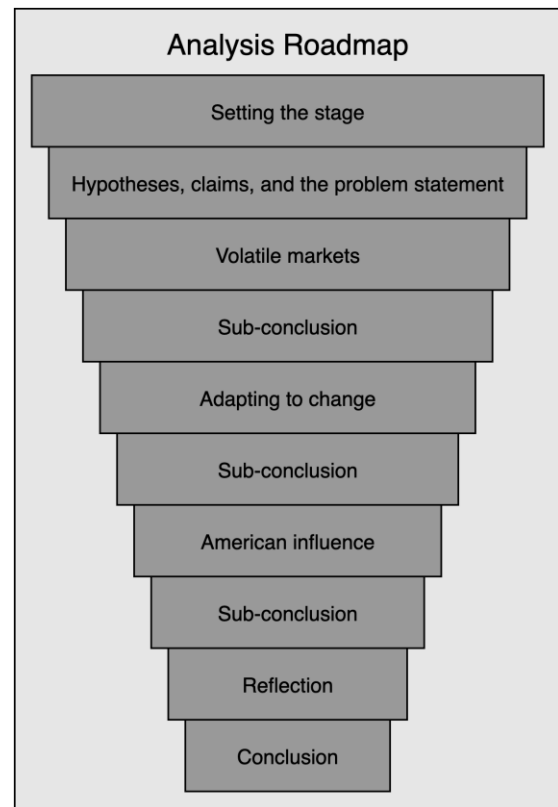 Analysis Roadmap
Setting the stage
Hypotheses, claims, and the problem statement
Volatile markets
Sub-conclusion
Adapting to change
Sub-conclusion
American influence
Sub-conclusion
Reflection
Conclusion